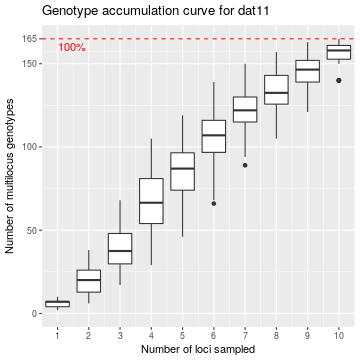 Genotype accumulation curve for dat11
165
100%
150
100
50
0
1 2 3 4 5 6 7 8 9 10
Number of loci sampled
Number of multilocus genotypes